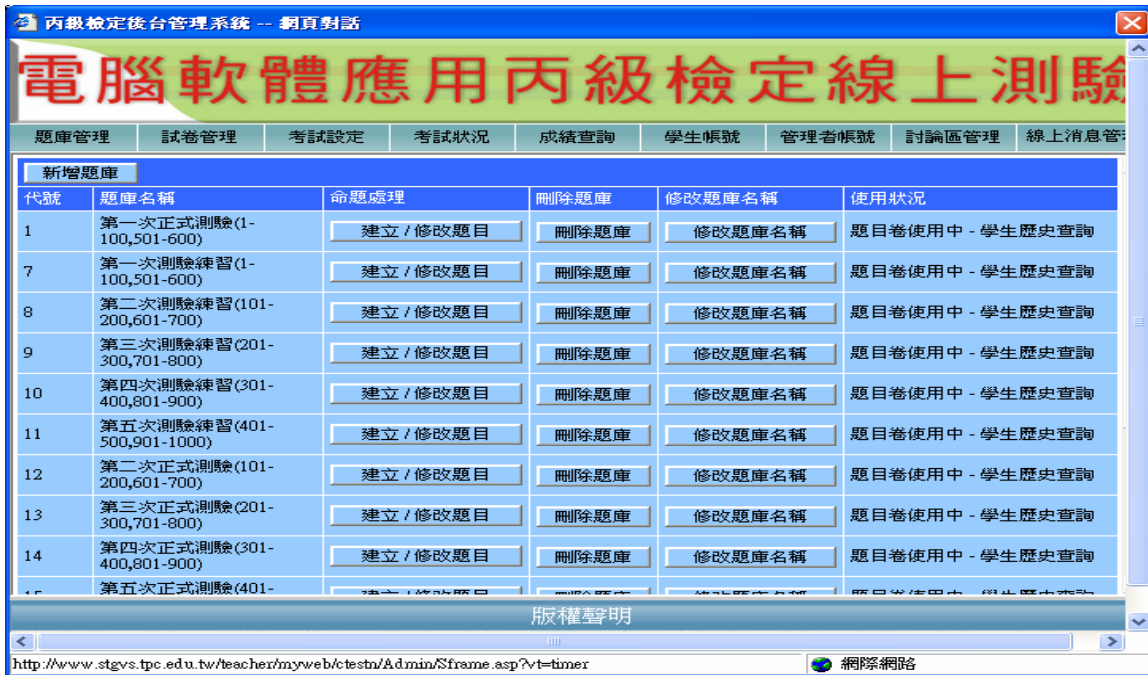 丙級檢定後台管理系統 -- 網頁對話
電腦軟體應用丙級檢定線上測驗
題庫管理 試卷管理 考試設定 考試狀況 成績查詢 學生帳號 管理者帳號 討論區管理 線上消息管
新增題庫
代號 題庫名稱 命題處理 刪除題庫 修改題庫名稱 使用狀況
1 第一次正式測驗(1-
100,501-600) 建立 / 修改題目 刪除題庫 修改題庫名稱 題目卷使用中 - 學生歷史查詢
7 第一次測驗練習(1-
100,501-600) 建立 / 修改題目 刪除題庫 修改題庫名稱 題目卷使用中 - 學生歷史查詢
8 第二次測驗練習(101-
200,601-700) 建立 / 修改題目 刪除題庫 修改題庫名稱 題目卷使用中 - 學生歷史查詢
9 第三次測驗練習(201-
300,701-800) 建立 / 修改題目 刪除題庫 修改題庫名稱 題目卷使用中 - 學生歷史查詢
10 第四次測驗練習(301-
400,801-900) 建立 / 修改題目 刪除題庫 修改題庫名稱 題目卷使用中 - 學生歷史查詢
11 第五次測驗練習(401-
500,901-1000) 建立 / 修改題目 刪除題庫 修改題庫名稱 題目卷使用中 - 學生歷史查詢
12 第二次正式測驗(101-
200,601-700) 建立 / 修改題目 刪除題庫 修改題庫名稱 題目卷使用中 - 學生歷史查詢
13 第三次正式測驗(201-
300,701-800) 建立 / 修改題目 刪除題庫 修改題庫名稱 題目卷使用中 - 學生歷史查詢
14 第四次正式測驗(301-
400,801-900) 建立 / 修改題目 刪除題庫 修改題庫名稱 題目卷使用中 - 學生歷史查詢
第五次正式測驗(401-
版權聲明
http://www.stgvs.tpc.edu.tw/teacher/myweb/ctestn/Admin/Sframe.asp?vt=timer 網際網路